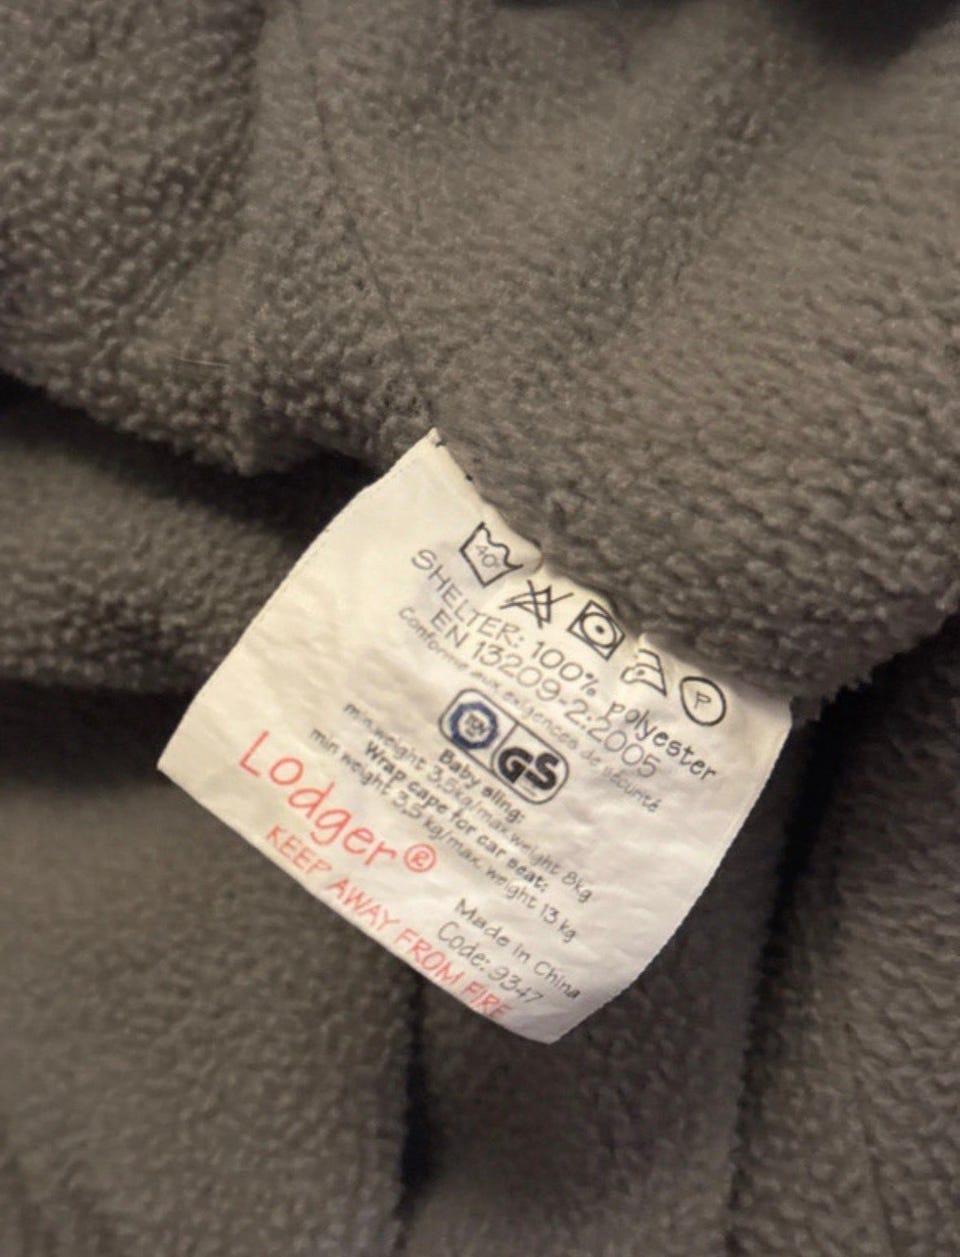 40°
P
SHELTER: 100% polyester
EN 13209-2:2005
Conforme aux exigences de sécurité
GS
Baby sling:
min.weight 3,5kg/max.weight 8kg
Wrap cape for car seat:
min weight 3.5 kg/max. weight 13 kg
Lodger®
Made in China
Code: 9347
KEEP AWAY FROM FIRE